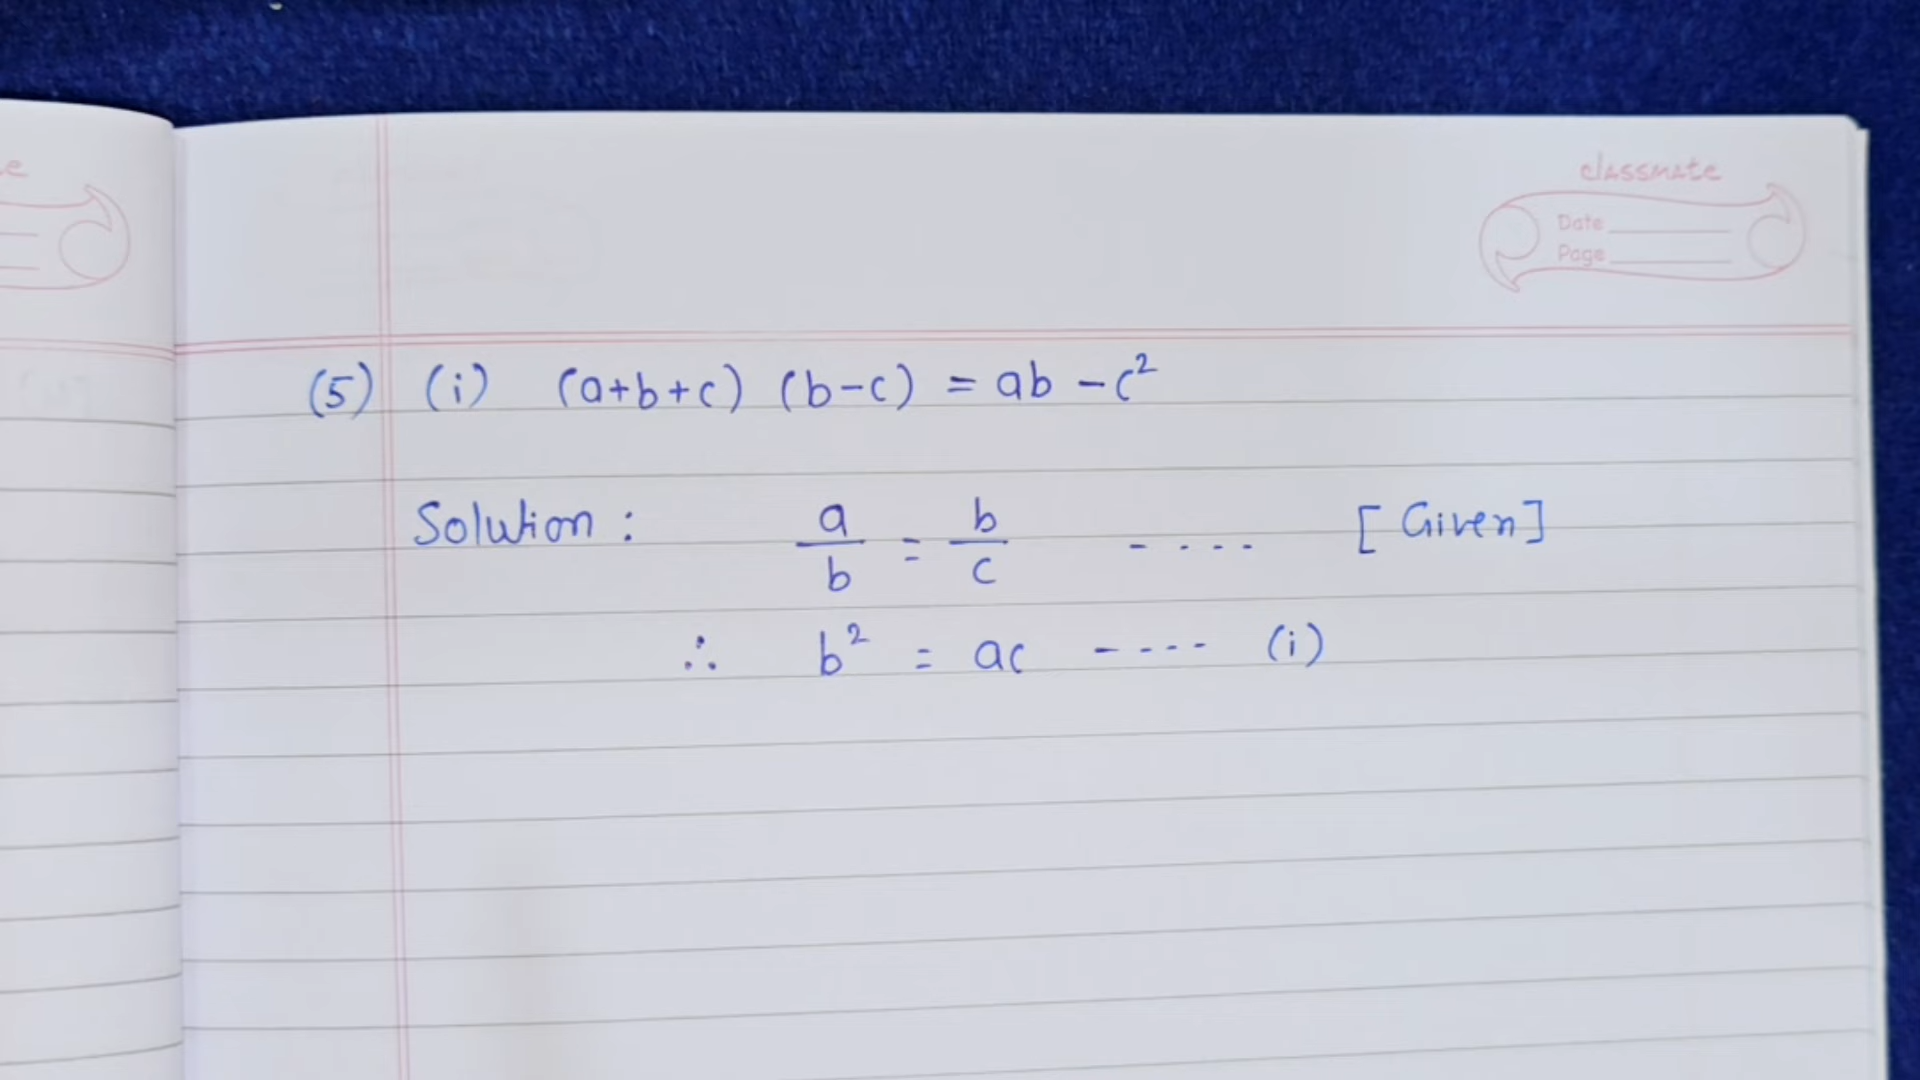 classmate
Date
Page
(5) (i) (a+b+c) (b-c) = ab - c²
Solution : a/b = b/c - .... [Given]
∴ b² = ac ----- (i)